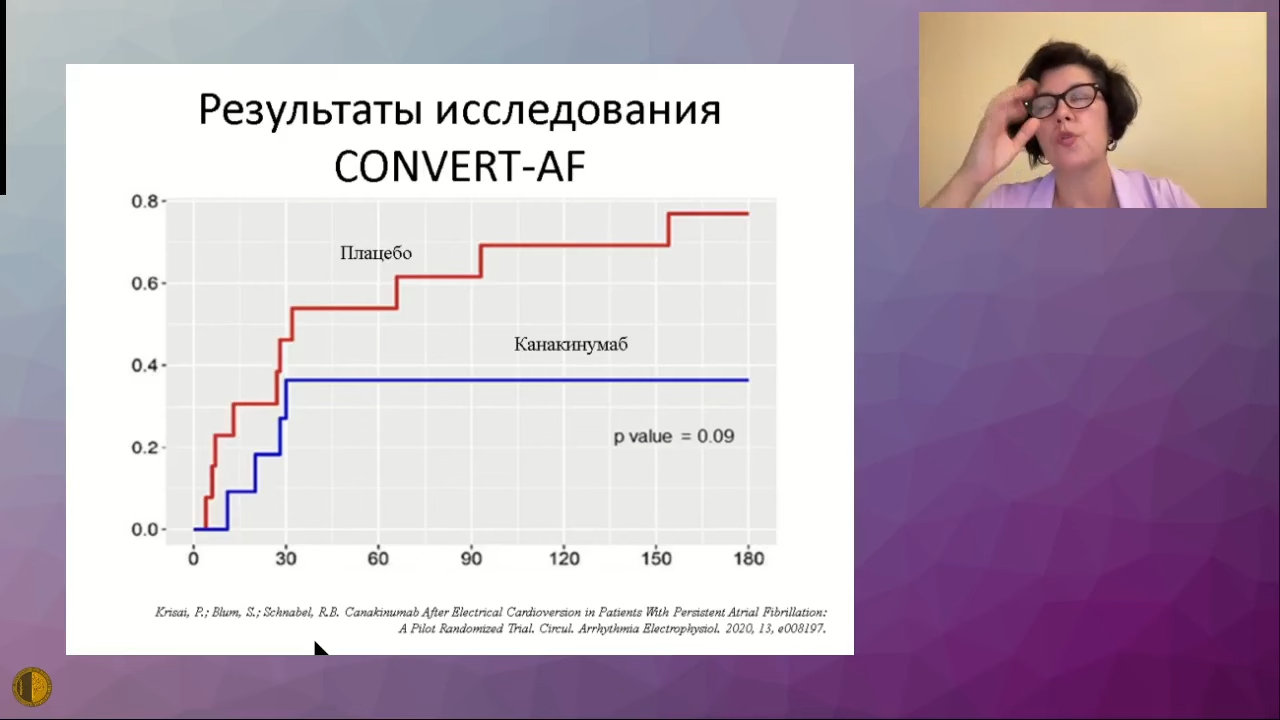 Результаты исследования
CONVERT-AF
0.8
0.6
0.4
0.2
0.0
Плацебо
Канакинумаб
p value = 0.09
0 30 60 90 120 150 180
Krisai, P.; Blum, S.; Schnabel, R.B. Canakinumab After Electrical Cardioversion in Patients With Persistent Atrial Fibrillation:
A Pilot Randomized Trial. Circul. Arrhythmia Electrophysiol. 2020, 13, e008197.